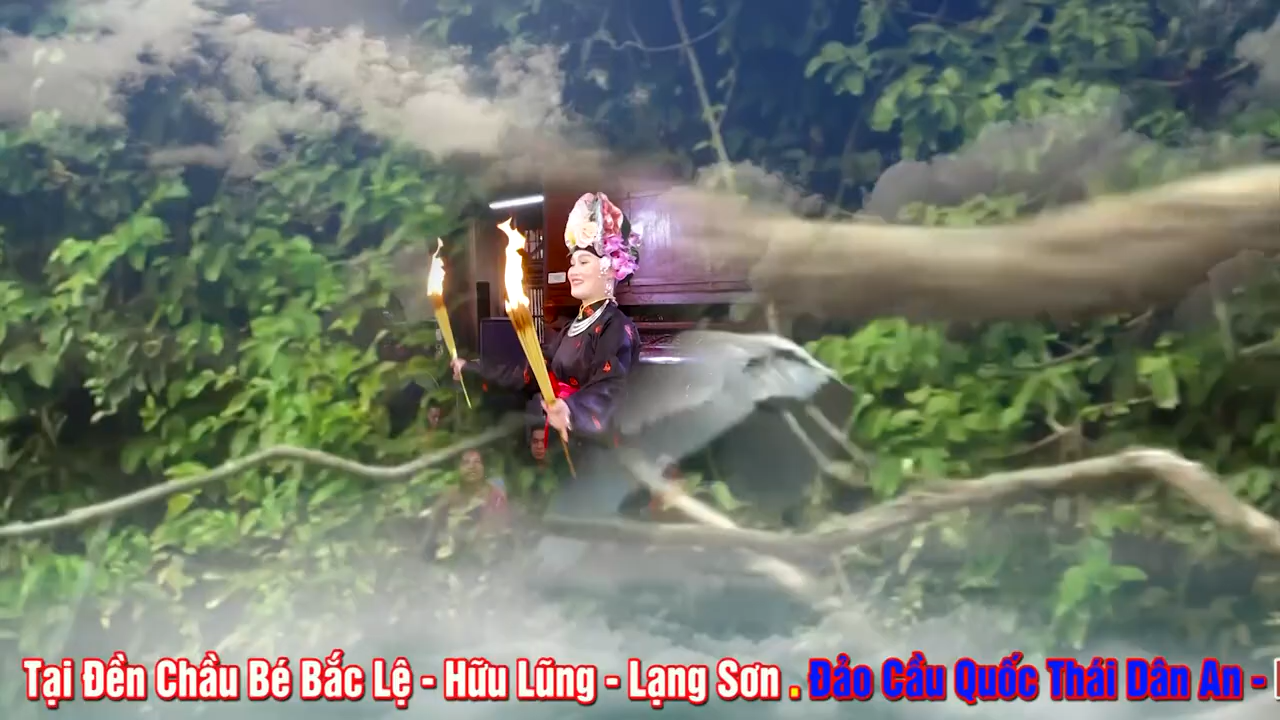 Tại Đền Chầu Bé Bắc Lệ - Hữu Lũng - Lạng Sơn . Đảo Cầu Quốc Thái Dân An -